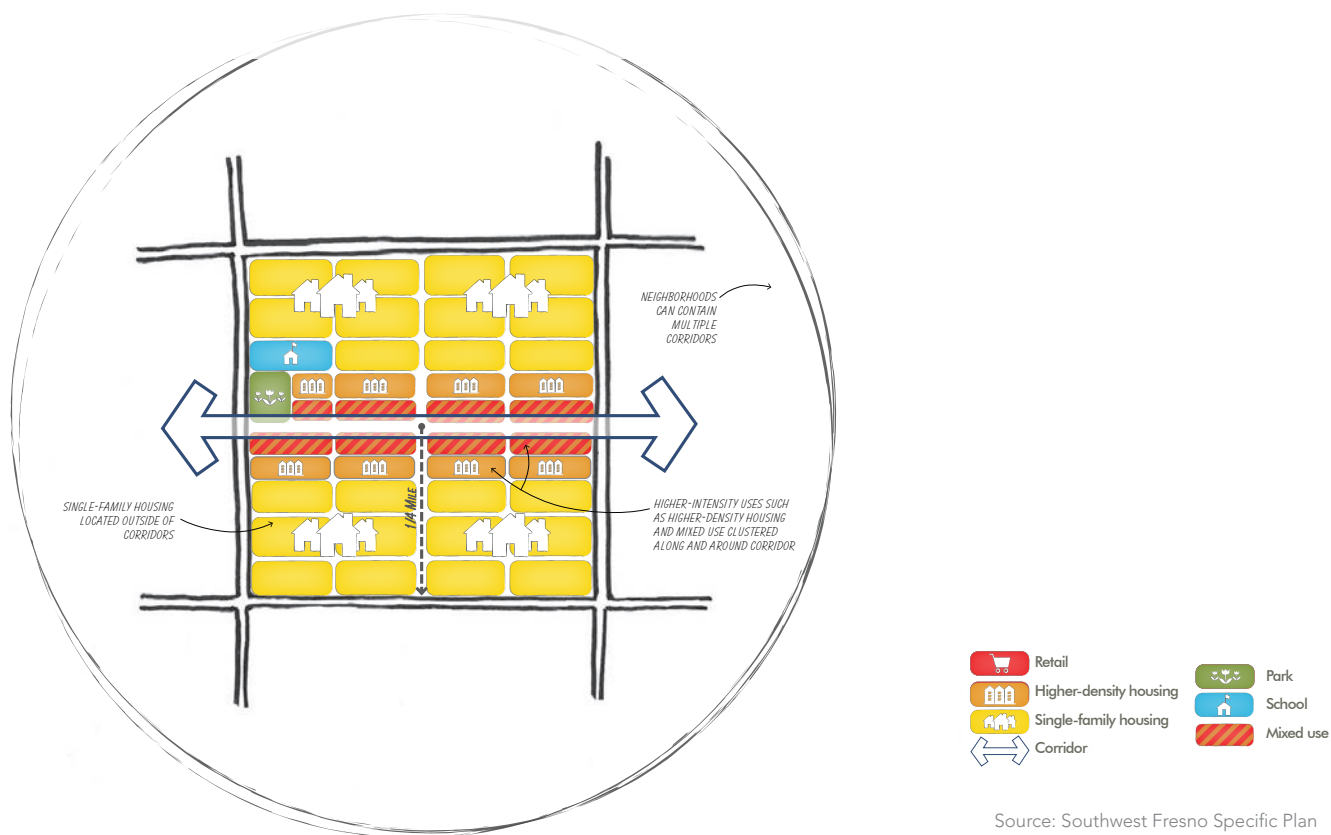 NEIGHBORHOODS
CAN CONTAIN
MULTIPLE
CORRIDORS
1/4 MILE
SINGLE-FAMILY HOUSING
LOCATED OUTSIDE OF
CORRIDORS
HIGHER-INTENSITY USES SUCH
AS HIGHER-DENSITY HOUSING
AND MIXED USE CLUSTERED
ALONG AND AROUND CORRIDOR
Retail
Higher-density housing
Single-family housing
Corridor
Park
School
Mixed use
Source: Southwest Fresno Specific Plan